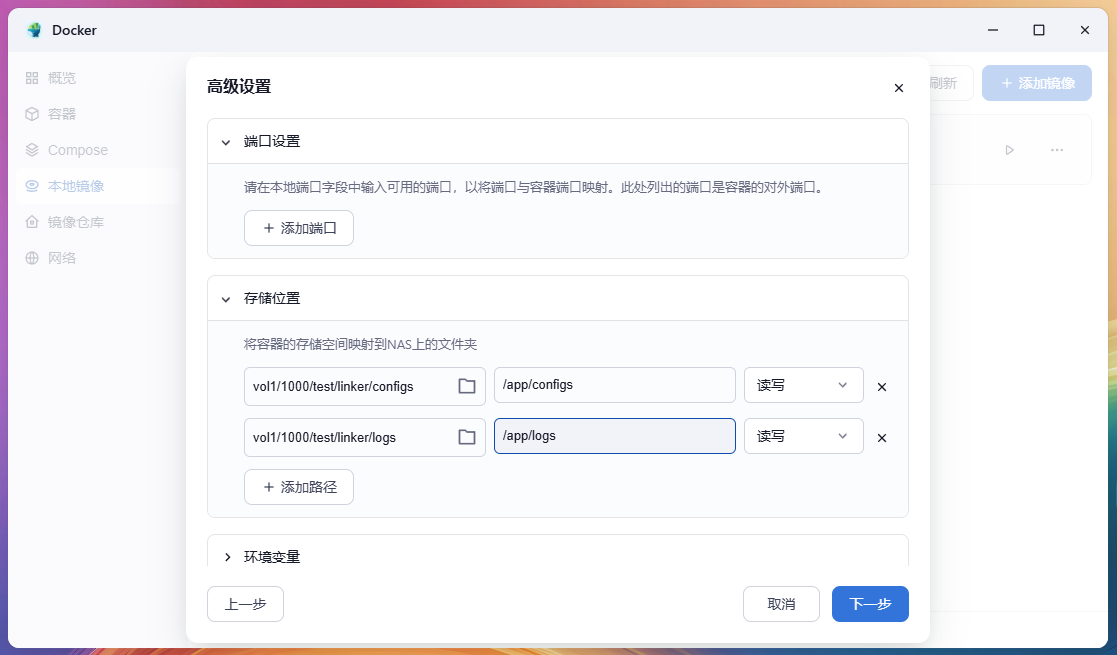 Docker
概览
容器
Compose
本地镜像
镜像仓库
网络
刷新
添加镜像
高级设置
端口设置
请在本地端口字段中输入可用的端口，以将端口与容器端口映射。此处列出的端口是容器的对外端口。
添加端口
存储位置
将容器的存储空间映射到NAS上的文件夹
vol1/1000/test/linker/configs
/app/configs
读写
vol1/1000/test/linker/logs
/app/logs
读写
添加路径
环境变量
上一步
取消
下一步